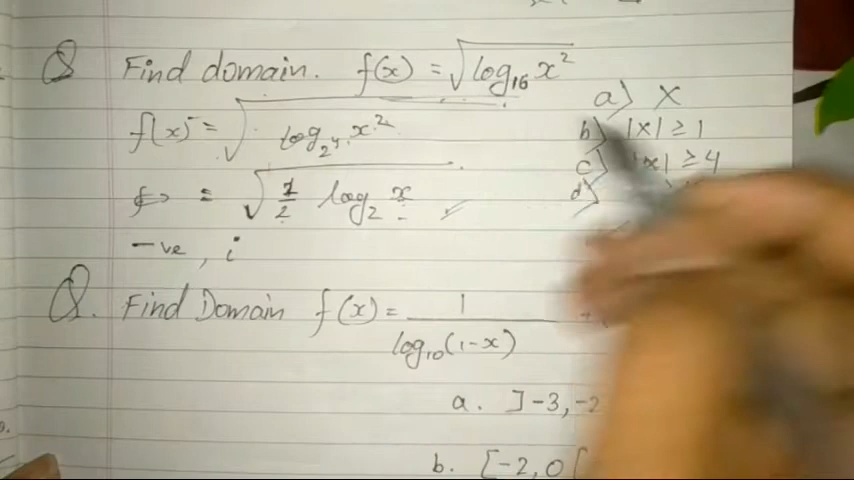 Q Find domain. f(x) = √log₁₆ x²
a) x
f(x) = √log₂⁴ x²
b) |x| ≥ 1
c) |x| ≥ 4
= √1/2 log₂ x
d)
-ve, i
Q. Find Domain f(x) = 1/log₁₀(1-x)
a. ]-3, -2
b. [-2, 0[